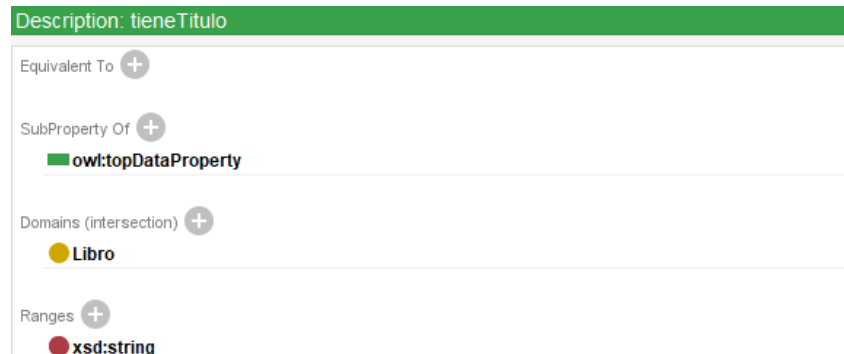 Description: tieneTitulo
Equivalent To
SubProperty Of
owl:topDataProperty
Domains (intersection)
Libro
Ranges
xsd:string